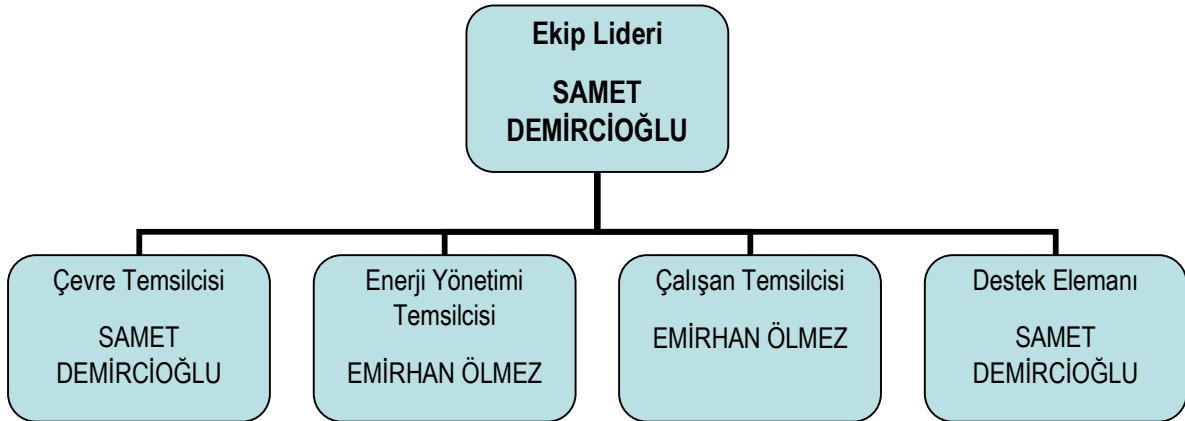 Ekip Lideri
SAMET
DEMİRCİOĞLU
Çevre Temsilcisi
SAMET
DEMİRCİOĞLU
Enerji Yönetimi
Temsilcisi
EMİRHAN ÖLMEZ
Çalışan Temsilcisi
EMİRHAN ÖLMEZ
Destek Elemanı
SAMET
DEMİRCİOĞLU